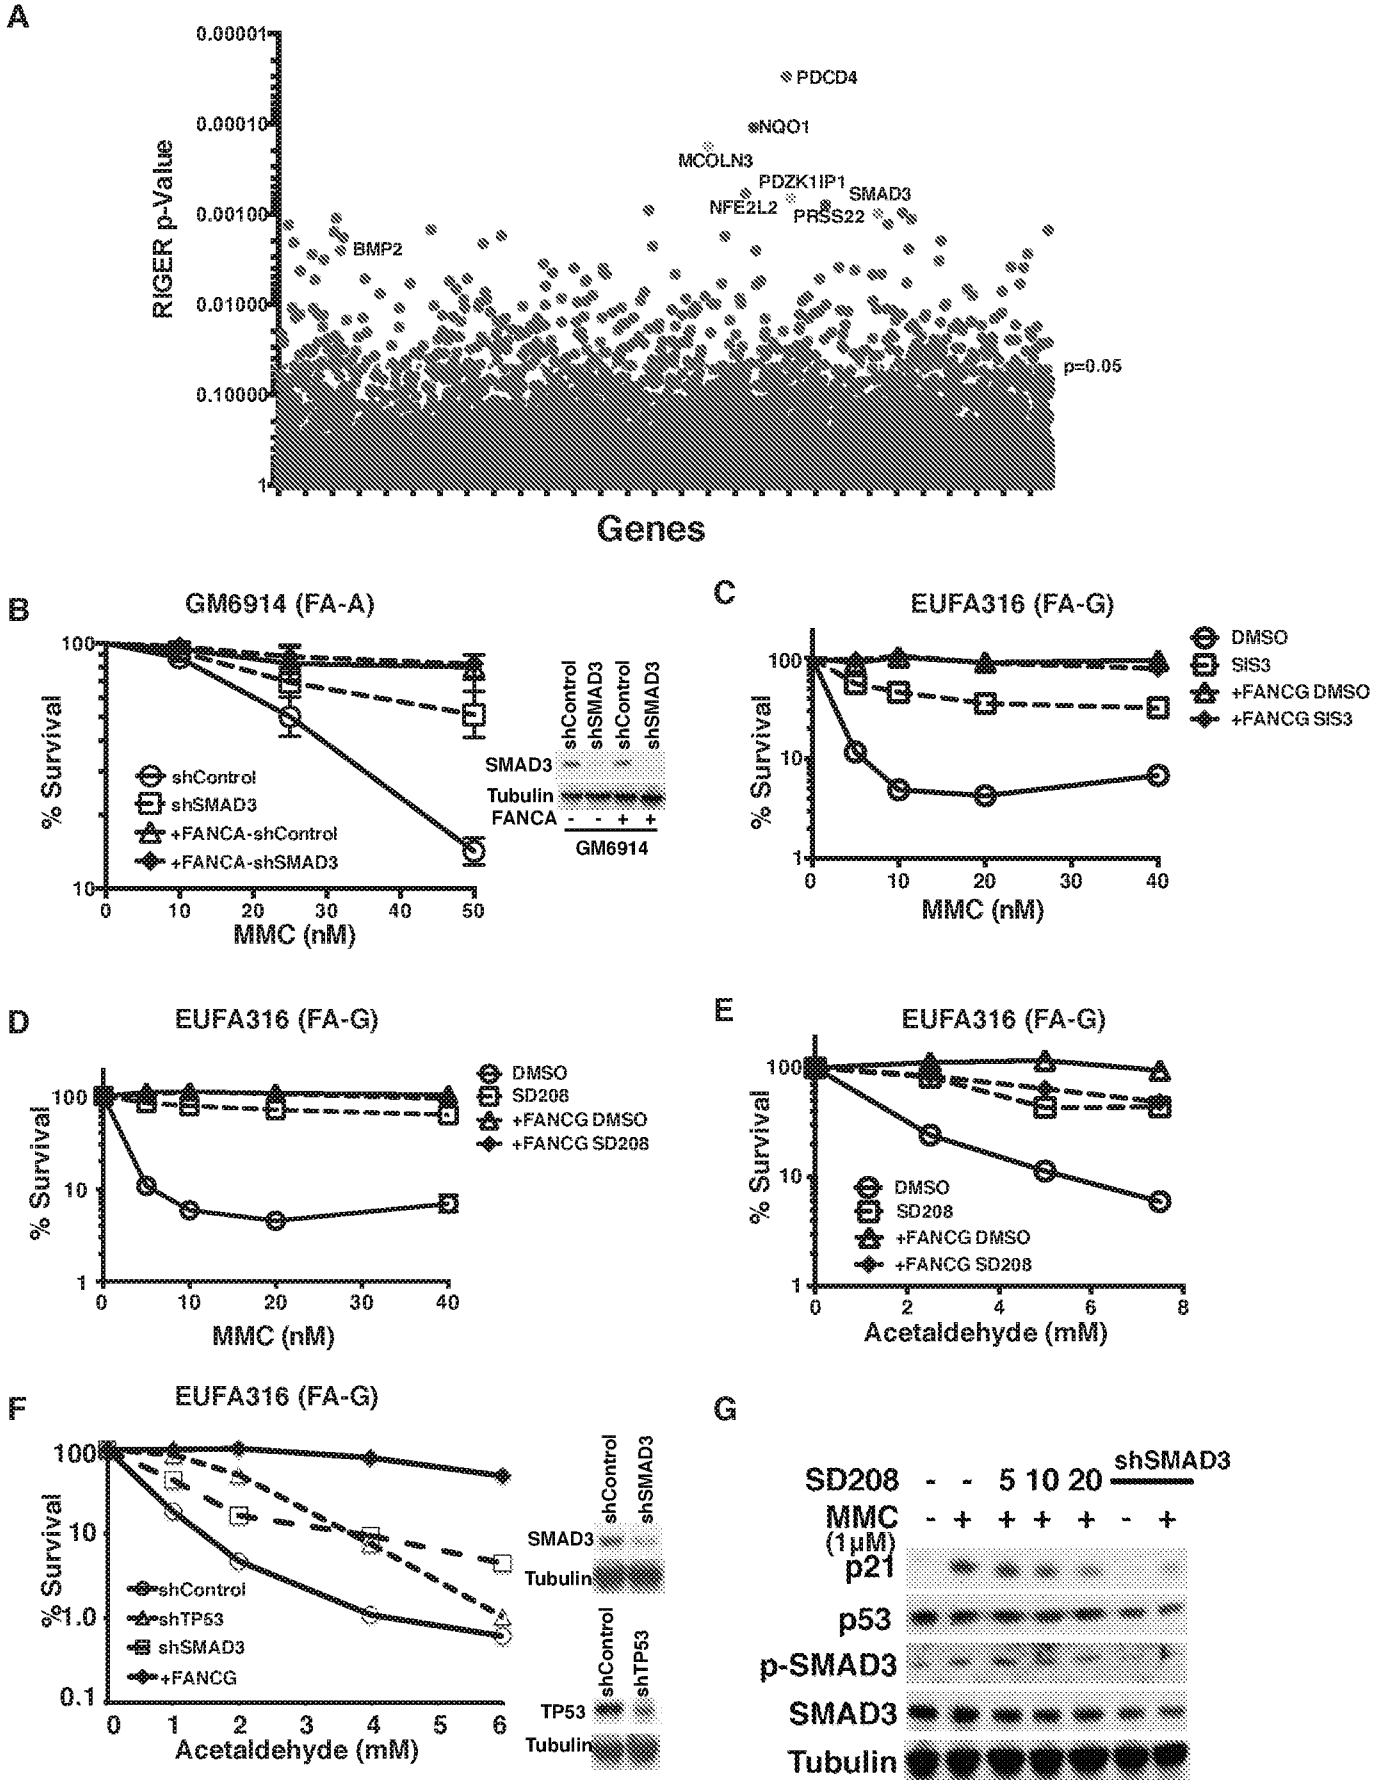 A
0.00001
0.00010
0.00100
0.01000
0.10000
1
RIGER p-Value
PDCD4
NQO1
MCOLN3
PDZK1IP1
SMAD3
NFE2L2
PRSS22
BMP2
p=0.05
Genes
B
GM6914 (FA-A)
100
10
% Survival
shControl
shSMAD3
+FANCA-shControl
+FANCA-shSMAD3
0 10 20 30 40 50
MMC (nM)
shControl
shSMAD3
shControl
shSMAD3
SMAD3
Tubulin
FANCA - - + +
GM6914
C
EUFA316 (FA-G)
100
10
1
% Survival
0 10 20 30 40
MMC (nM)
DMSO
SIS3
+FANCG DMSO
+FANCG SIS3
D
EUFA316 (FA-G)
100
10
1
% Survival
0 10 20 30 40
MMC (nM)
DMSO
SD208
+FANCG DMSO
+FANCG SD208
E
EUFA316 (FA-G)
100
10
1
% Survival
DMSO
SD208
+FANCG DMSO
+FANCG SD208
0 2 4 6 8
Acetaldehyde (mM)
F
EUFA316 (FA-G)
100
10
1.0
0.1
% Survival
shControl
shTP53
shSMAD3
+FANCG
0 1 2 3 4 5 6
Acetaldehyde (mM)
shControl
shSMAD3
SMAD3
Tubulin
shControl
shTP53
TP53
Tubulin
G
shSMAD3
SD208 - - 5 10 20
MMC - + + + + - +
(1µM)
p21
p53
p-SMAD3
SMAD3
Tubulin